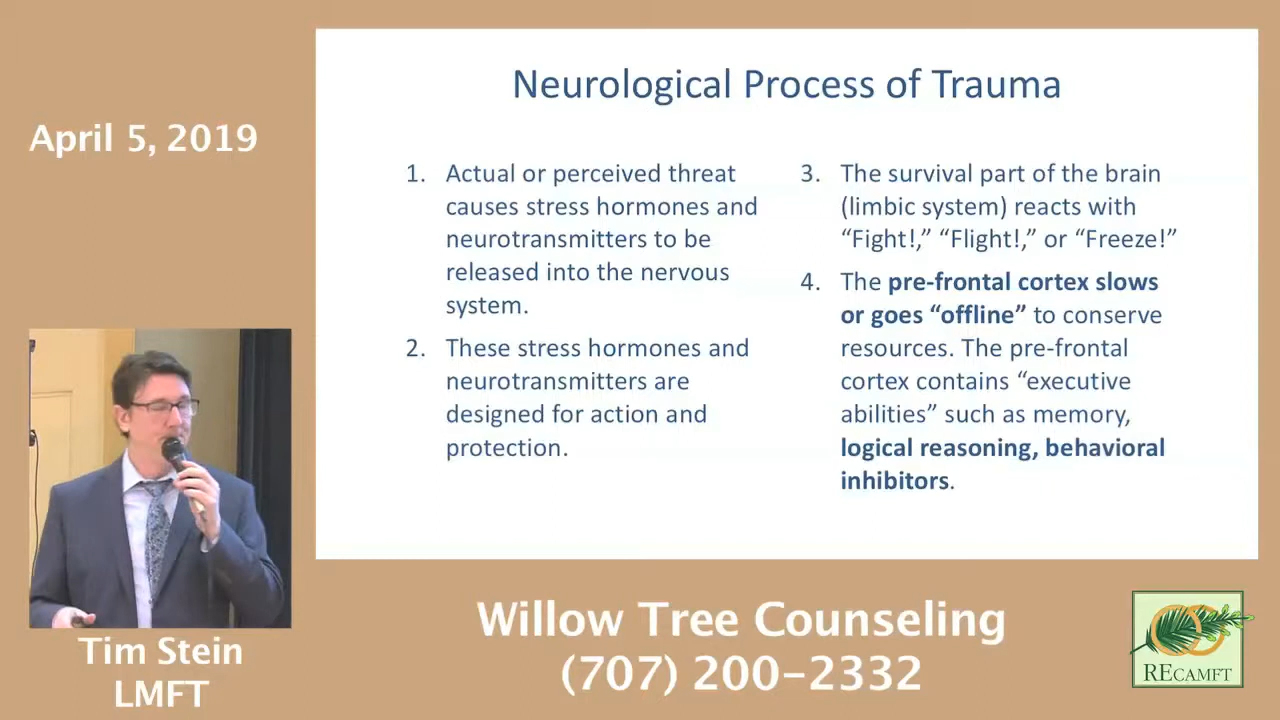 April 5, 2019
Neurological Process of Trauma
1. Actual or perceived threat
causes stress hormones and
neurotransmitters to be
released into the nervous
system.
2. These stress hormones and
neurotransmitters are
designed for action and
protection.
3. The survival part of the brain
(limbic system) reacts with
“Fight!,” “Flight!,” or “Freeze!”
4. The pre-frontal cortex slows
or goes “offline” to conserve
resources. The pre-frontal
cortex contains “executive
abilities” such as memory,
logical reasoning, behavioral
inhibitors.
Tim Stein
LMFT
Willow Tree Counseling
(707) 200-2332
RECAMFT